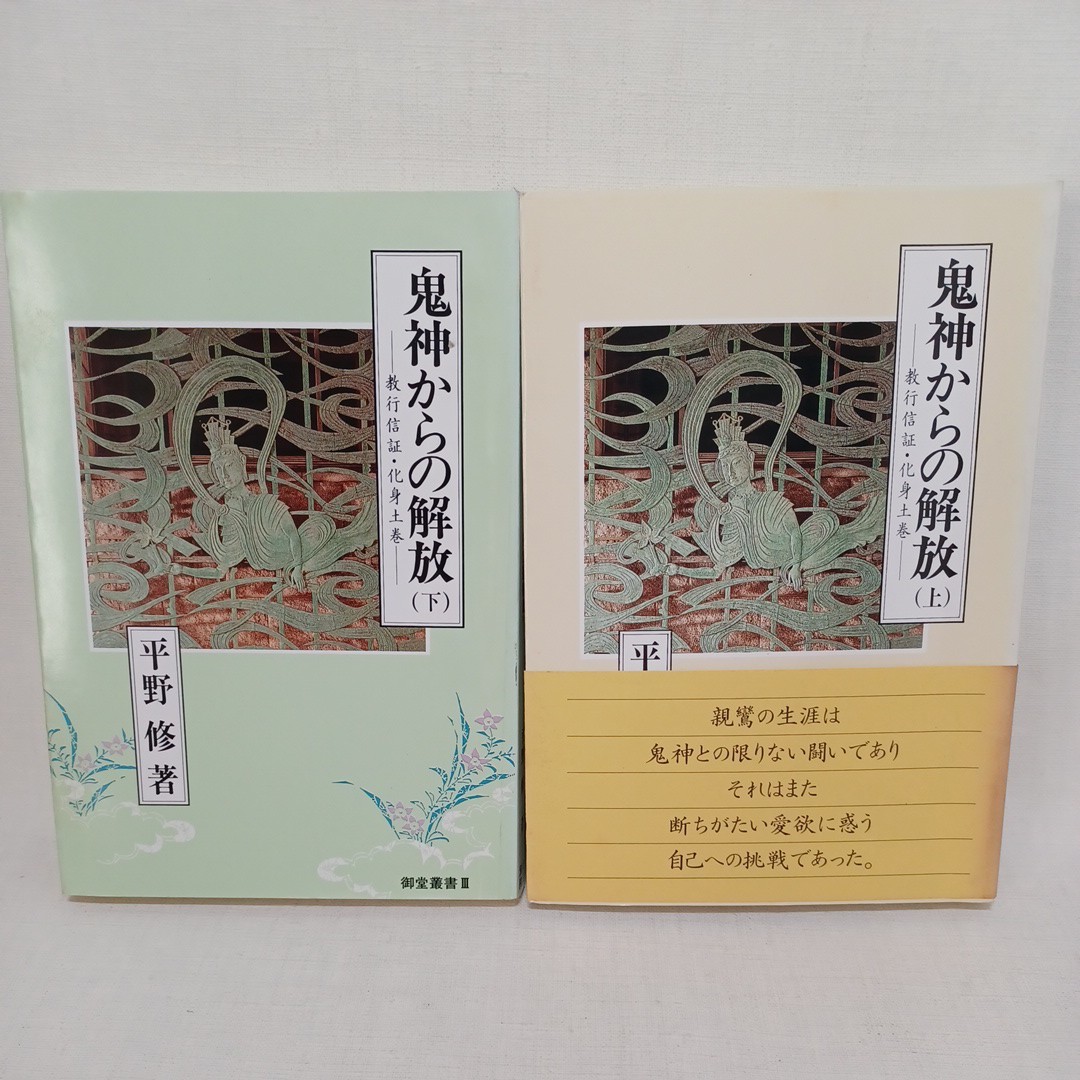 鬼神からの解放(下)
―教行信証・化身土巻―
平野 修 著
御堂叢書Ⅲ
鬼神からの解放(上)
―教行信証・化身土巻―
平
親鸞の生涯は
鬼神との限りない闘いであり
それはまた
断ちがたい愛欲に惑う
自己への挑戦であった。